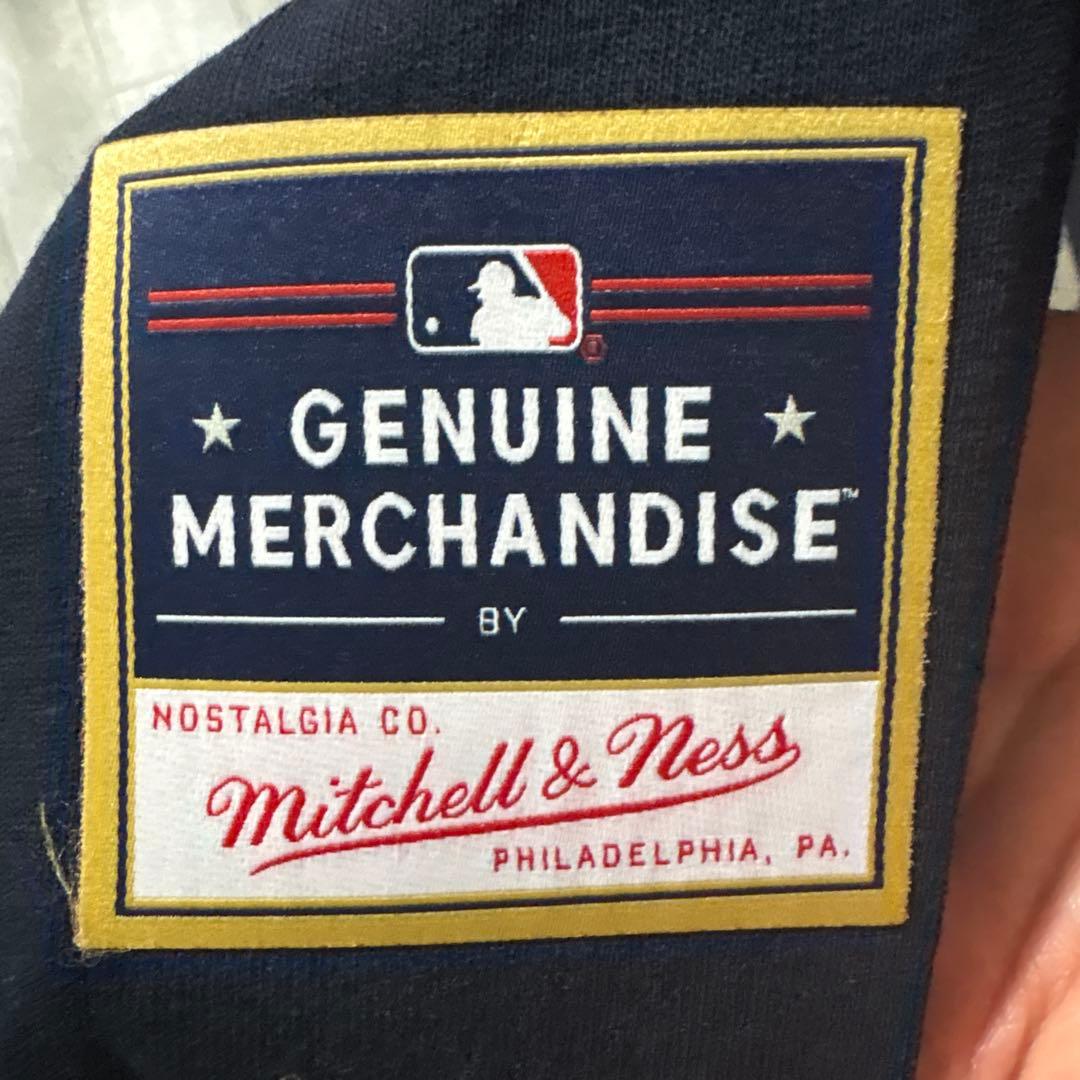 ★ GENUINE ★
MERCHANDISE™
BY
NOSTALGIA CO.
Mitchell & Ness
PHILADELPHIA, PA.